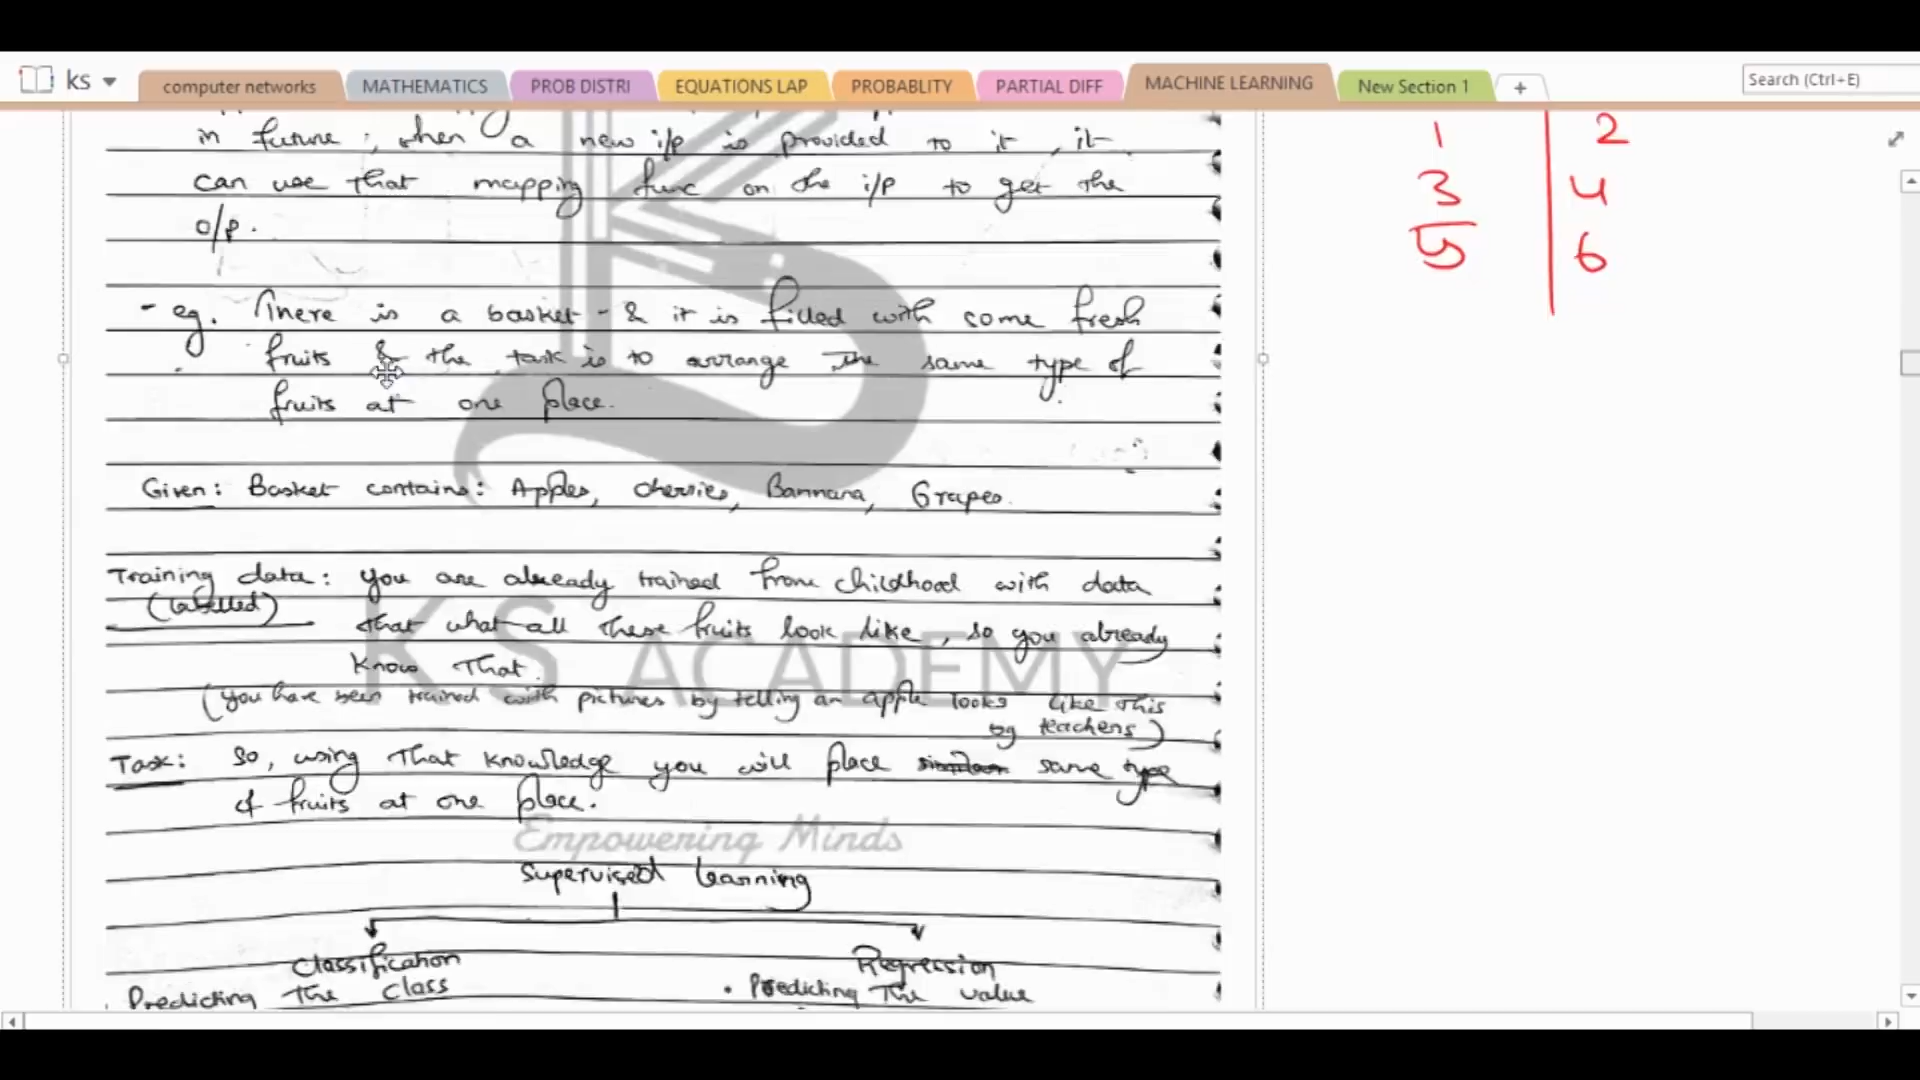 ks
computer networks
MATHEMATICS
PROB DISTRI
EQUATIONS LAP
PROBABLITY
PARTIAL DIFF
MACHINE LEARNING
New Section 1
+
Search (Ctrl+E)
in future, when a new i/p is provided to it, it
can use that mapping func on the i/p to get the
o/p.
- eg. There is a basket & it is filled with some fresh
fruits & the task is to arrange the same type of
fruits at one place.
Given: Basket contains: Apples, cherries, Bannana, Grapes.
Training data: you are already trained from childhood with data
(labelled)
that what all these fruits look like, so you already
know that.
(you have been trained with pictures by telling an apple looks like this
by teachers)
Task: So, using that knowledge you will place same type
of fruits at one place.
KS ACADEMY
Empowering Minds
Supervised learning
Classification
Regression
Predicting the class
• Predicting the value
1 2
3 4
5 6